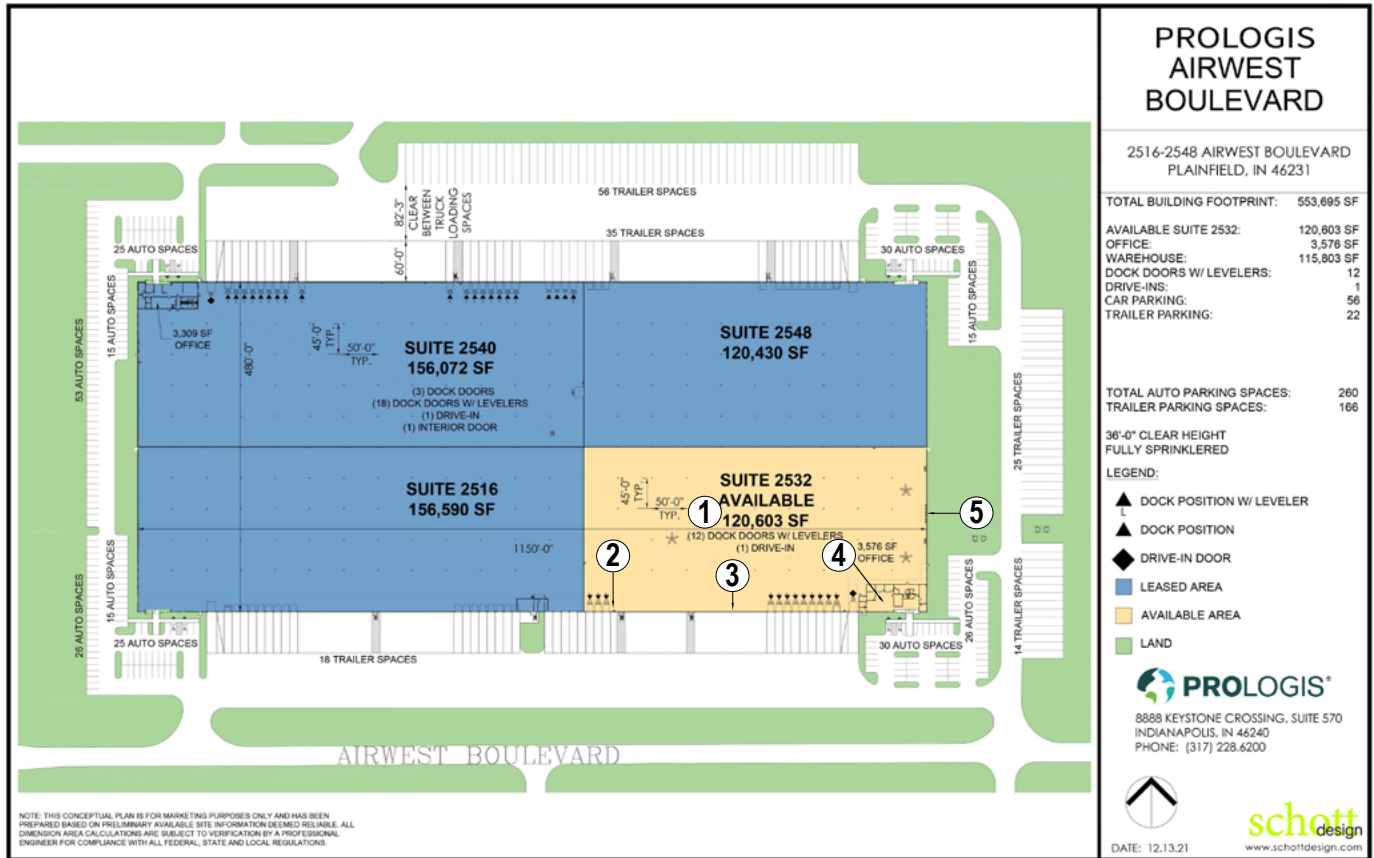 PROLOGIS
AIRWEST
BOULEVARD
2516-2548 AIRWEST BOULEVARD
PLAINFIELD, IN 46231
TOTAL BUILDING FOOTPRINT: 553,695 SF
AVAILABLE SUITE 2532: 120,603 SF
OFFICE: 3,576 SF
WAREHOUSE: 115,803 SF
DOCK DOORS W/ LEVELERS: 12
DRIVE-INS: 1
CAR PARKING: 56
TRAILER PARKING: 22
TOTAL AUTO PARKING SPACES: 260
TRAILER PARKING SPACES: 166
36'-0" CLEAR HEIGHT
FULLY SPRINKLERED
LEGEND:
DOCK POSITION W/ LEVELER
L
DOCK POSITION
DRIVE-IN DOOR
LEASED AREA
AVAILABLE AREA
LAND
PROLOGIS®
8888 KEYSTONE CROSSING, SUITE 570
INDIANAPOLIS, IN 46240
PHONE: (317) 228.6200
schott
design
www.schottdesign.com
DATE: 12.13.21
56 TRAILER SPACES
82'-3"
CLEAR
BETWEEN
TRUCK
LOADING
SPACES
35 TRAILER SPACES
60'-0"
25 AUTO SPACES
30 AUTO SPACES
15 AUTO SPACES
15 AUTO SPACES
53 AUTO SPACES
25 TRAILER SPACES
3,309 SF
OFFICE
480'-0"
45'-0"
TYP.
50'-0"
TYP.
SUITE 2540
156,072 SF
(3) DOCK DOORS
(18) DOCK DOORS W/ LEVELERS
(1) DRIVE-IN
(1) INTERIOR DOOR
SUITE 2548
120,430 SF
SUITE 2516
156,590 SF
1150'-0"
45'-0"
TYP.
50'-0"
TYP.
SUITE 2532
AVAILABLE
120,603 SF
(12) DOCK DOORS W/ LEVELERS
(1) DRIVE-IN
3,576 SF
OFFICE
1
2
3
4
5
26 AUTO SPACES
15 AUTO SPACES
25 AUTO SPACES
18 TRAILER SPACES
30 AUTO SPACES
26 AUTO SPACES
14 TRAILER SPACES
AIRWEST BOULEVARD
NOTE: THIS CONCEPTUAL PLAN IS FOR MARKETING PURPOSES ONLY AND HAS BEEN
PREPARED BASED ON PRELIMINARY AVAILABLE SITE INFORMATION DEEMED RELIABLE. ALL
DIMENSION AREA CALCULATIONS ARE SUBJECT TO VERIFICATION BY A PROFESSIONAL
ENGINEER FOR COMPLIANCE WITH ALL FEDERAL, STATE AND LOCAL REGULATIONS.